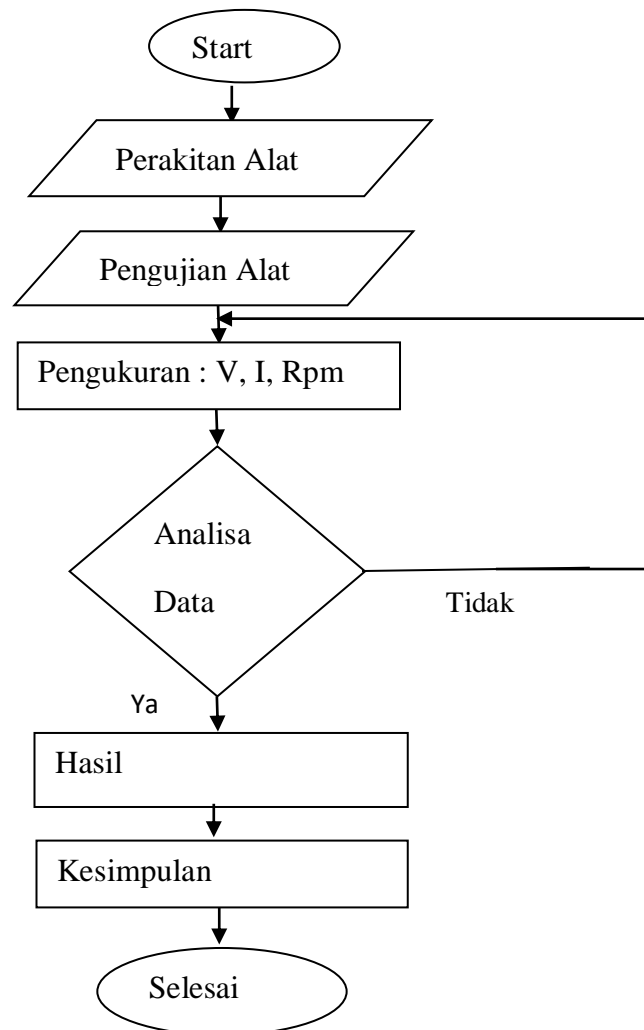 Start
Perakitan Alat
Pengujian Alat
Pengukuran : V, I, Rpm
Analisa
Data
Tidak
Ya
Hasil
Kesimpulan
Selesai